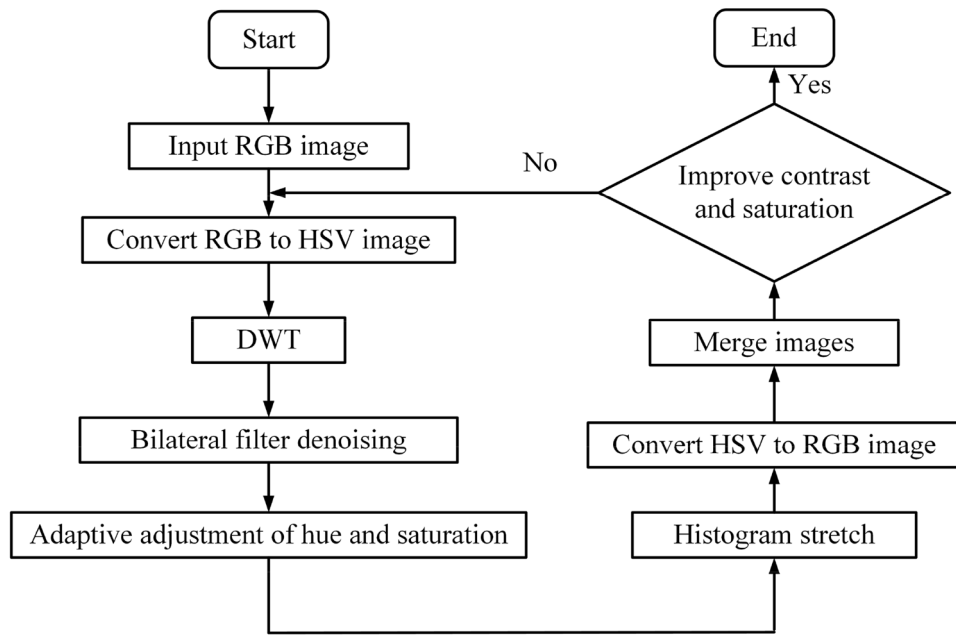 Start
Input RGB image
Convert RGB to HSV image
DWT
Bilateral filter denoising
Adaptive adjustment of hue and saturation
Histogram stretch
Convert HSV to RGB image
Merge images
Improve contrast
and saturation
No
Yes
End